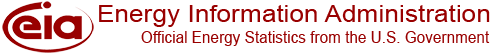 eia Energy Information Administration
Official Energy Statistics from the U.S. Government